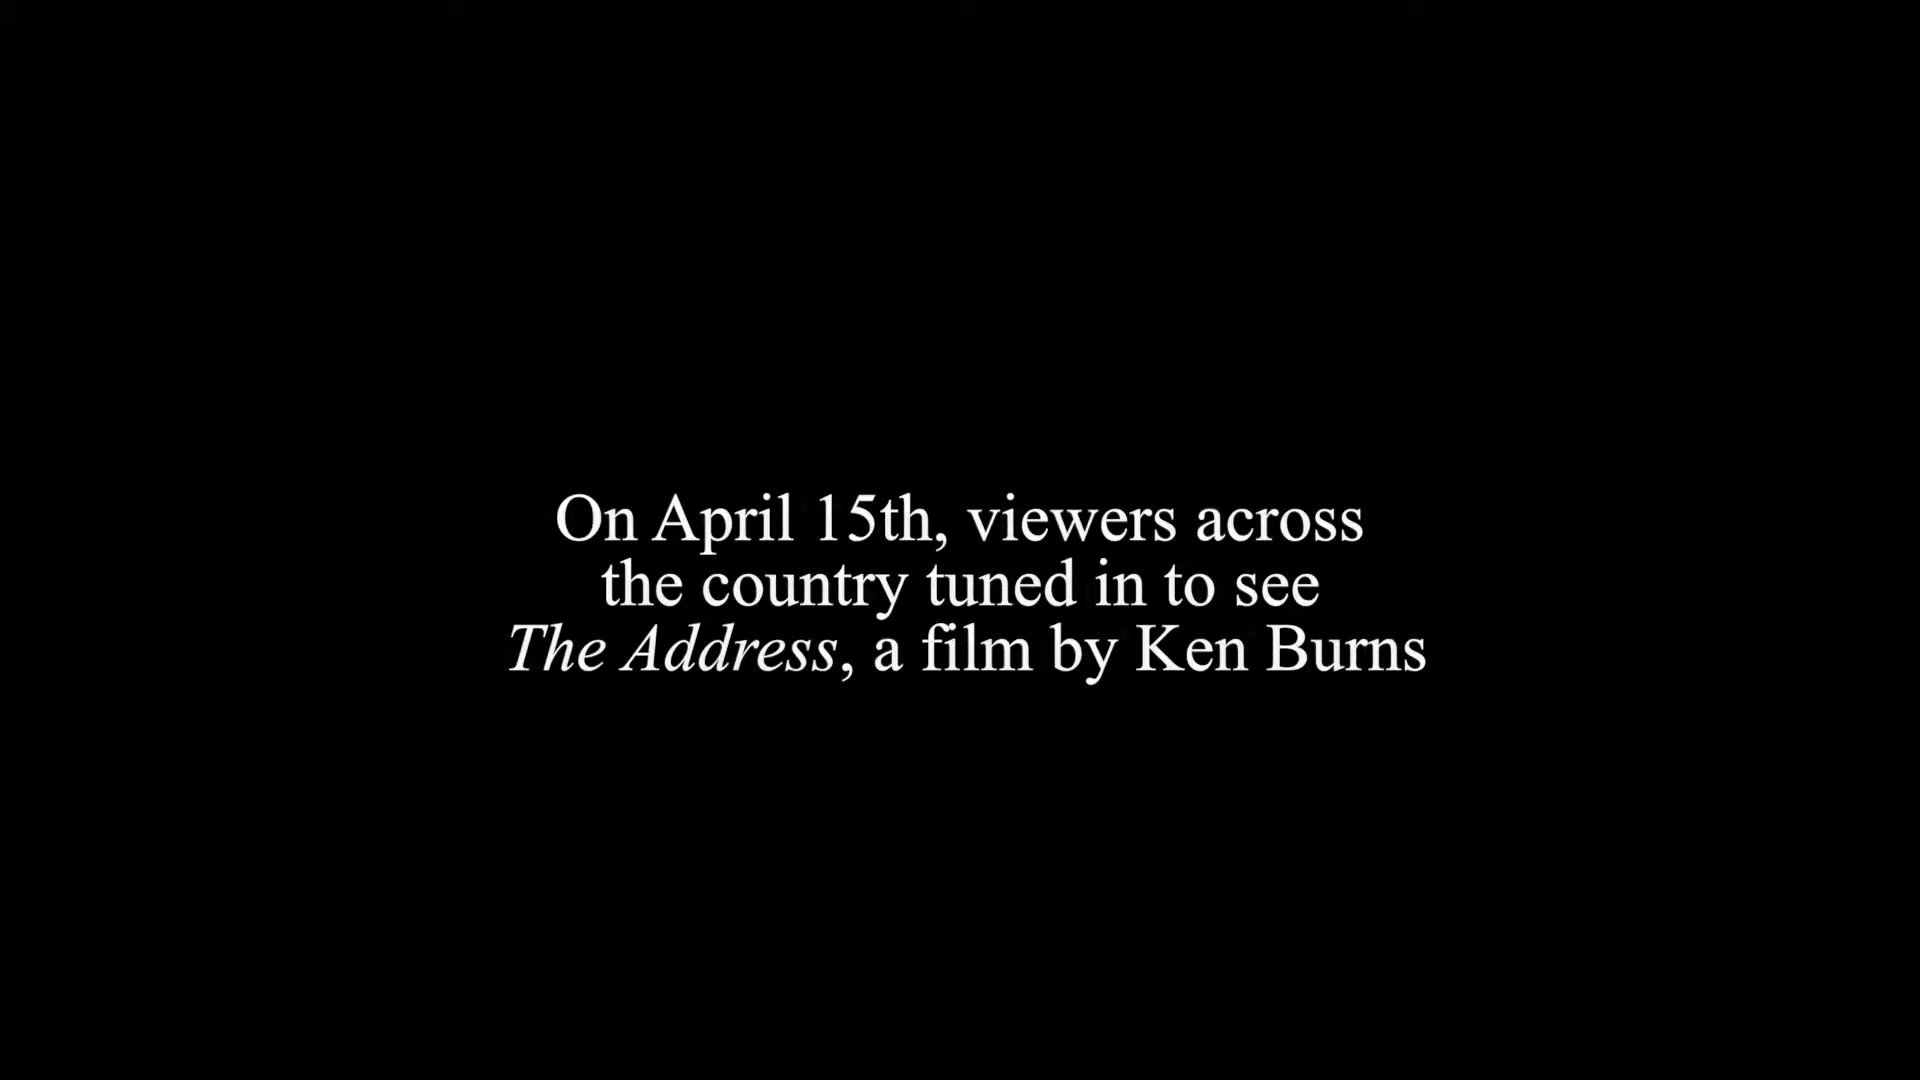 On April 15th, viewers across
the country tuned in to see
The Address, a film by Ken Burns